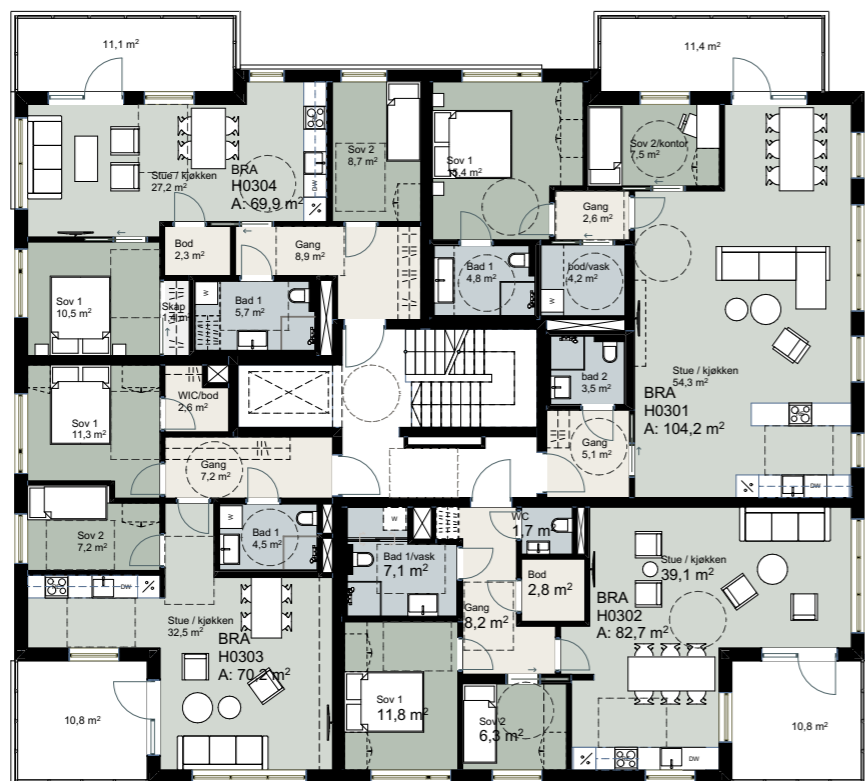 11,1 m²
11,4 m²
Stue / kjøkken
27,2 m²
BRA
H0304
A: 69,9 m²
DW
Sov 2
8,7 m²
Sov 1
15,4 m²
Sov 2/kontor
7,5 m²
Gang
2,6 m²
Bod
2,3 m²
Gang
8,9 m²
Bad 1
4,8 m²
bod/vask
4,2 m²
W
Sov 1
10,5 m²
Skap
W
Bad 1
5,7 m²
Stue / kjøkken
54,3 m²
BRA
H0301
A: 104,2 m²
DW
bad 2
3,5 m²
Gang
5,1 m²
Sov 1
11,3 m²
WIC/bod
2,6 m²
Gang
7,2 m²
Sov 2
7,2 m²
W
Bad 1
4,5 m²
W
Bad 1/vask
7,1 m²
WC
1,7 m²
Bod
2,8 m²
Gang
8,2 m²
Stue / kjøkken
39,1 m²
BRA
H0302
A: 82,7 m²
DW
DW
Stue / kjøkken
32,5 m²
BRA
H0303
A: 70,2 m²
Sov 1
11,8 m²
Sov 2
6,3 m²
10,8 m²
10,8 m²